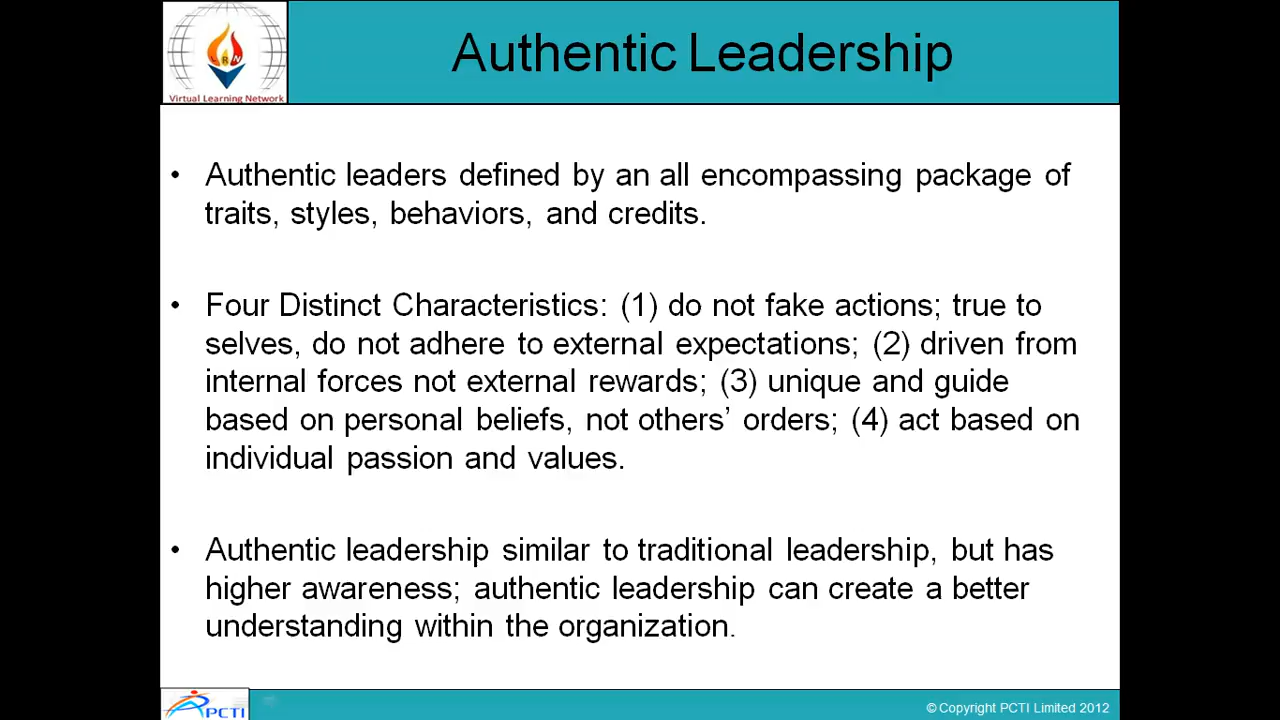 Authentic Leadership
LRN
Virtual Learning Network
• Authentic leaders defined by an all encompassing package of
traits, styles, behaviors, and credits.
• Four Distinct Characteristics: (1) do not fake actions; true to
selves, do not adhere to external expectations; (2) driven from
internal forces not external rewards; (3) unique and guide
based on personal beliefs, not others’ orders; (4) act based on
individual passion and values.
• Authentic leadership similar to traditional leadership, but has
higher awareness; authentic leadership can create a better
understanding within the organization.
PCTI
© Copyright PCTI Limited 2012